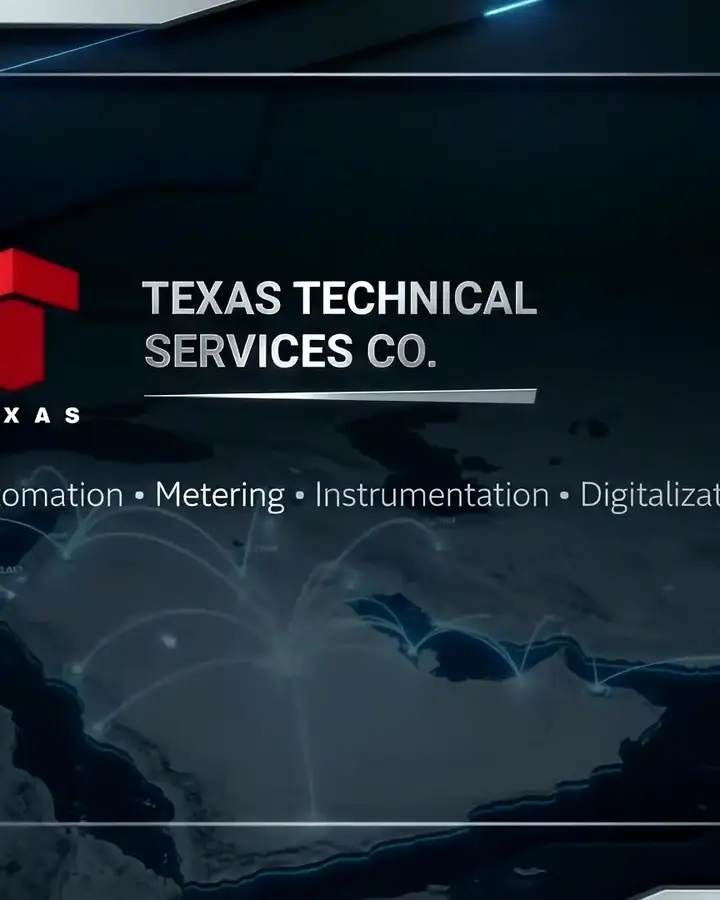 TEXAS TECHNICAL
SERVICES CO.
XAS
omation • Metering • Instrumentation • Digitalizat